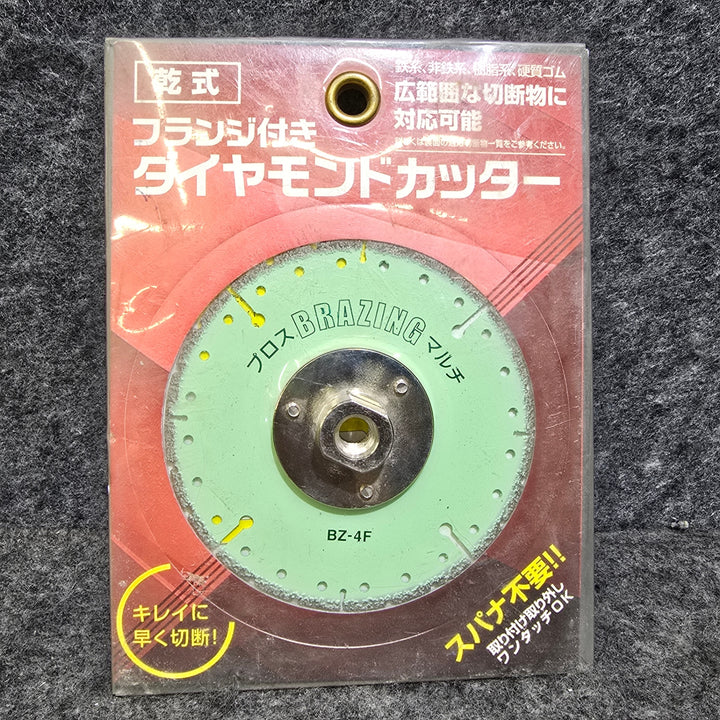 乾式
鉄系、非鉄系、樹脂系、硬質ゴム
広範囲な切断物に
対応可能
フランジ付き
ダイヤモンドカッター
プロス BRAZING マルチ
BZ-4F
キレイに
早く切断!
スパナ不要!!
取り付け取り外し
ワンタッチOK